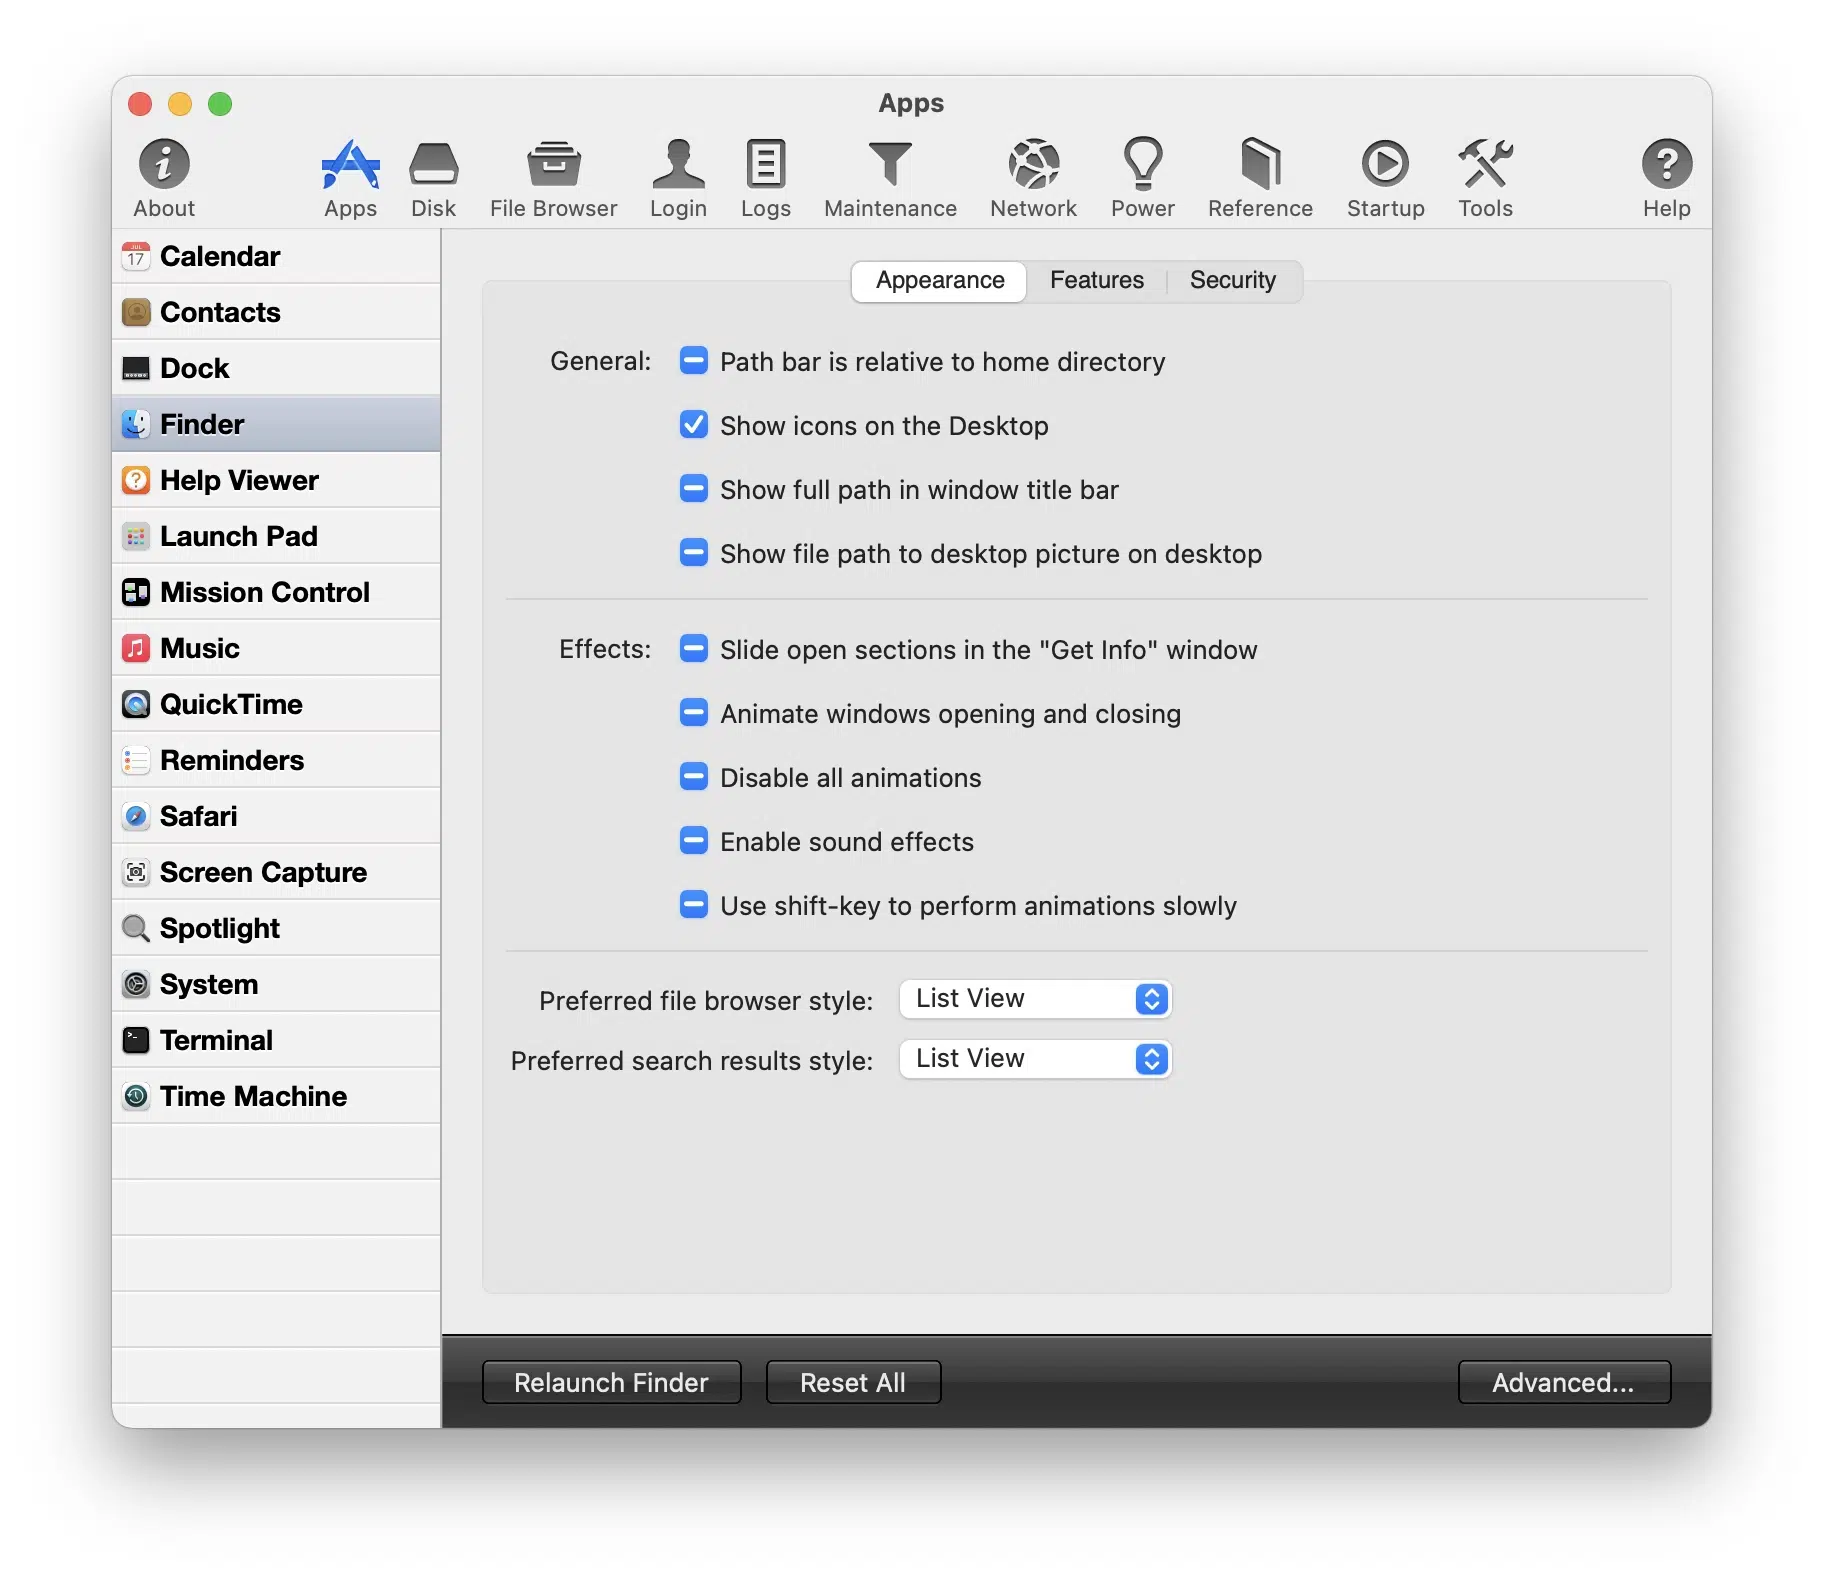 Apps
About
Apps
Disk
File Browser
Login
Logs
Maintenance
Network
Power
Reference
Startup
Tools
Help
JUL
17
Calendar
Contacts
Dock
Finder
Help Viewer
Launch Pad
Mission Control
Music
QuickTime
Reminders
Safari
Screen Capture
Spotlight
System
Terminal
Time Machine
Appearance
Features
Security
General:
Path bar is relative to home directory
Show icons on the Desktop
Show full path in window title bar
Show file path to desktop picture on desktop
Effects:
Slide open sections in the "Get Info" window
Animate windows opening and closing
Disable all animations
Enable sound effects
Use shift-key to perform animations slowly
Preferred file browser style:
List View
Preferred search results style:
List View
Relaunch Finder
Reset All
Advanced...